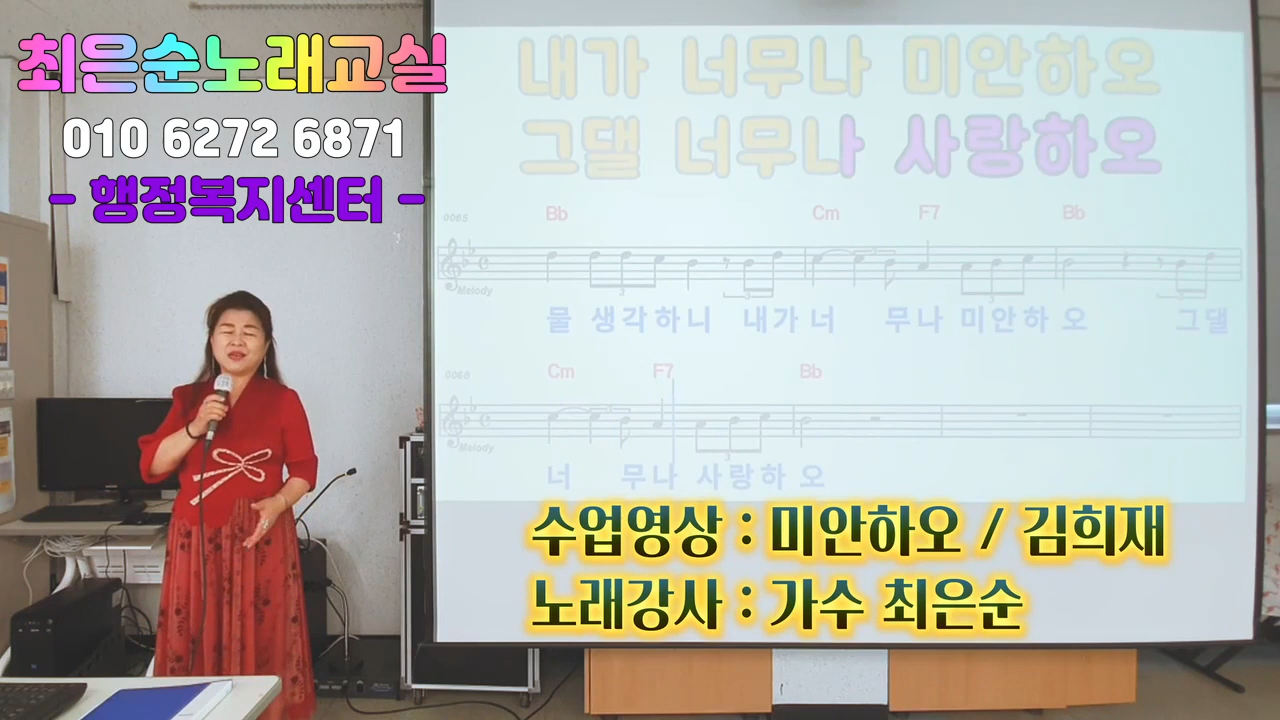 최은순노래교실
010 6272 6871
- 행정복지센터 -
내가 너무나 미안하오
그댈 너무나 사랑하오
0065 Bb Cm F7 Bb
Melody
물 생각하니 내가 너 무나 미안하 오 그댈
0068 Cm F7 Bb
Melody
너 무나 사랑하 오
수업영상 : 미안하오 / 김희재
노래강사 : 가수 최은순